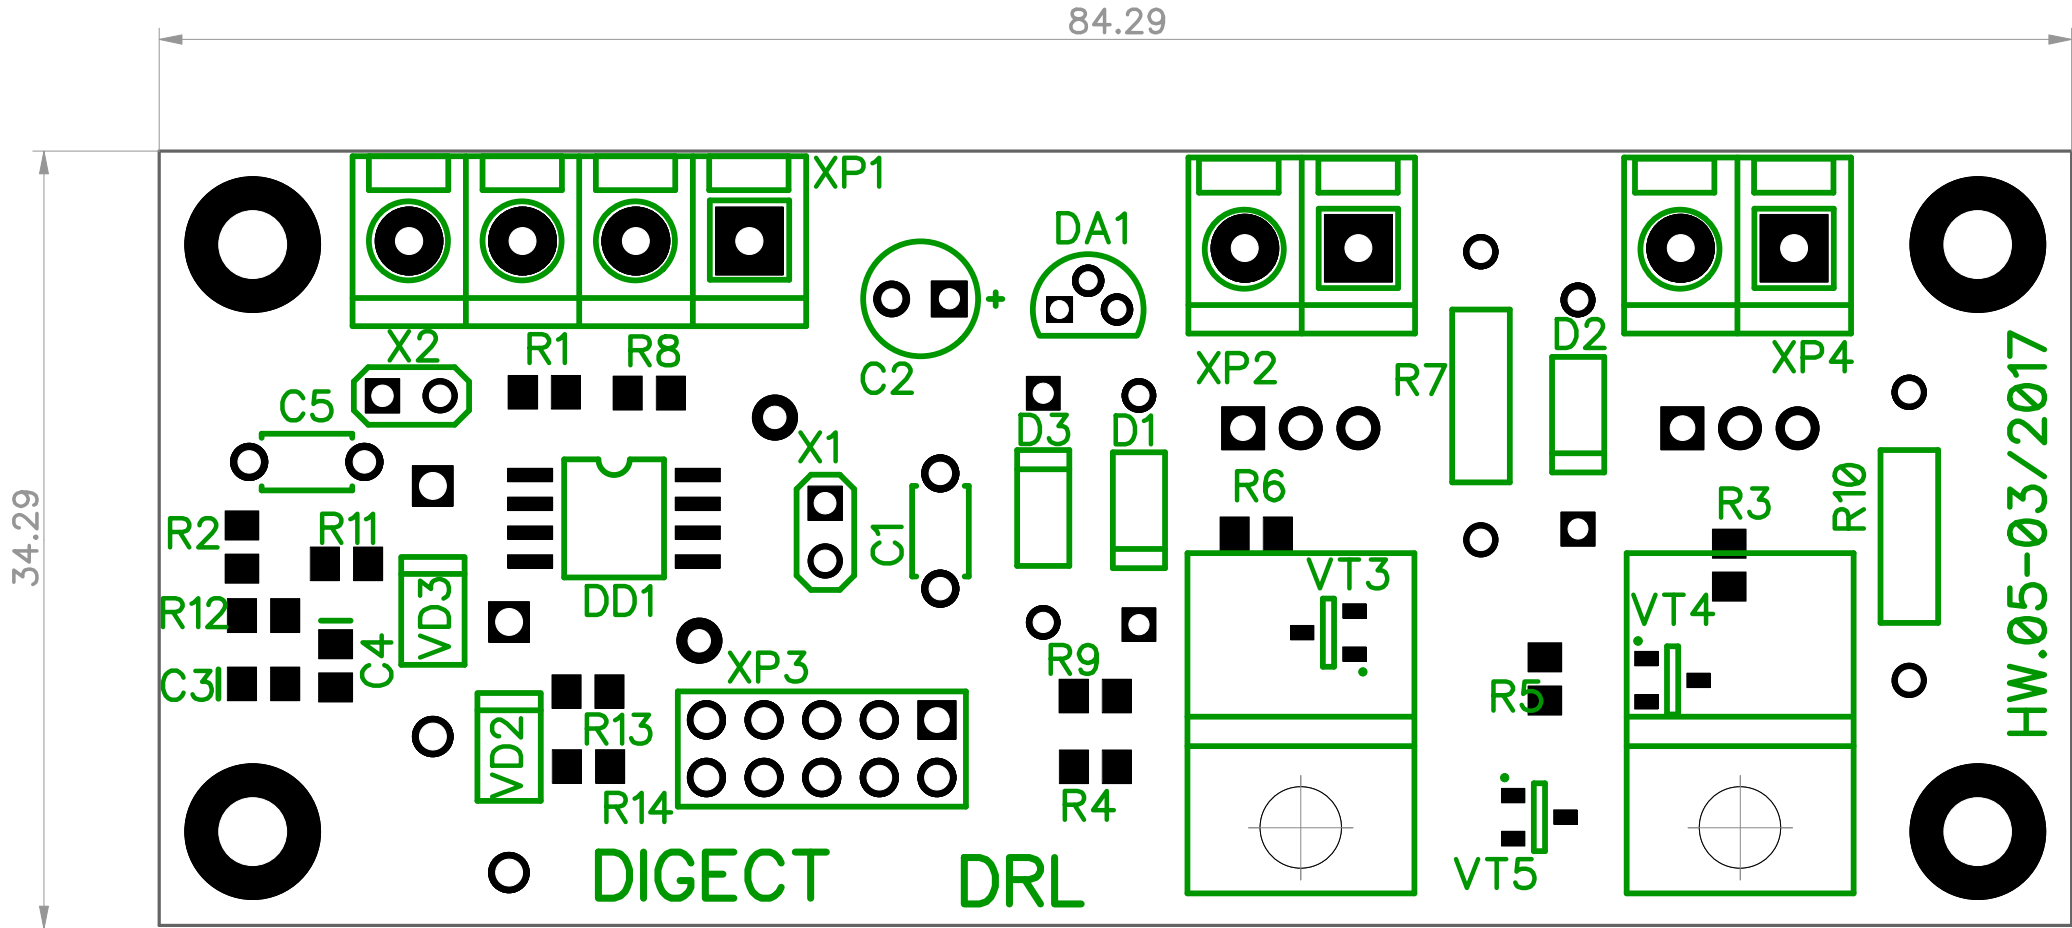 84.29
34.29
XP1
DA1
X2
R1
R8
C2
XP2
R7
D2
XP4
C5
X1
D3
D1
R6
R3
R10
R2
R11
C1
VT3
R12
VD3
DD1
VT4
C3
C4
XP3
R9
R5
VD2
R13
R14
R4
VT5
DIGECT
DRL
HW.05-03/2017